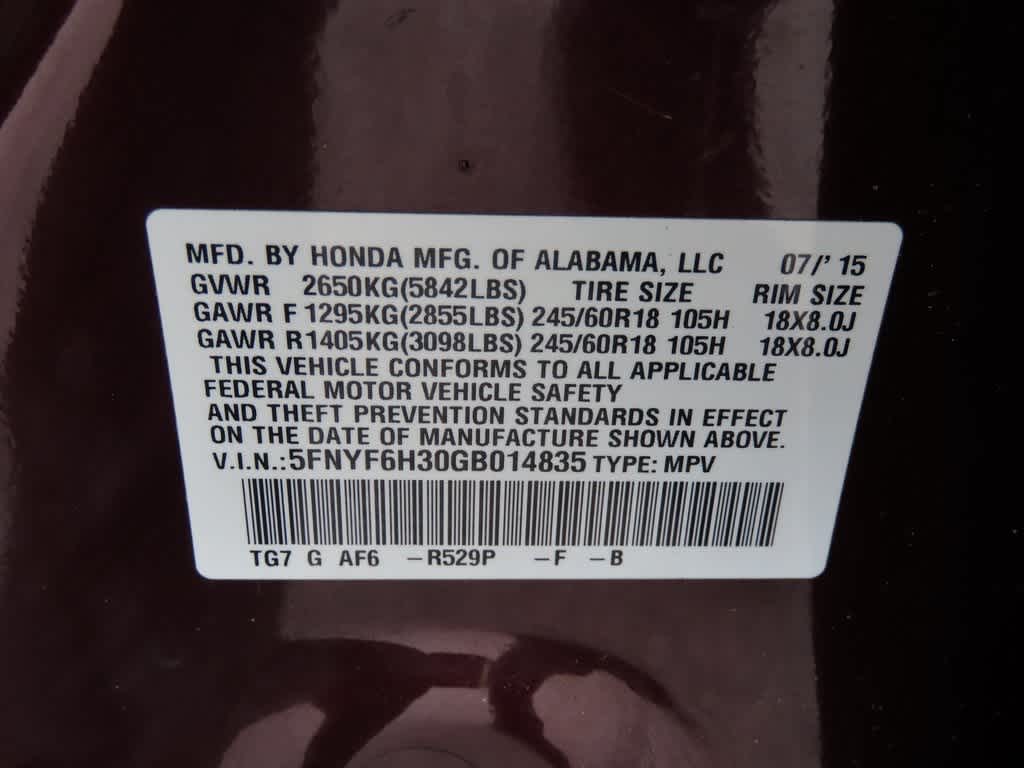 MFD. BY HONDA MFG. OF ALABAMA, LLC 07/' 15
GVWR 2650KG(5842LBS) TIRE SIZE RIM SIZE
GAWR F 1295KG(2855LBS) 245/60R18 105H 18X8.0J
GAWR R1405KG(3098LBS) 245/60R18 105H 18X8.0J
THIS VEHICLE CONFORMS TO ALL APPLICABLE
FEDERAL MOTOR VEHICLE SAFETY
AND THEFT PREVENTION STANDARDS IN EFFECT
ON THE DATE OF MANUFACTURE SHOWN ABOVE.
V.I.N.:5FNYF6H30GB014835 TYPE: MPV
TG7 G AF6 –R529P –F –B